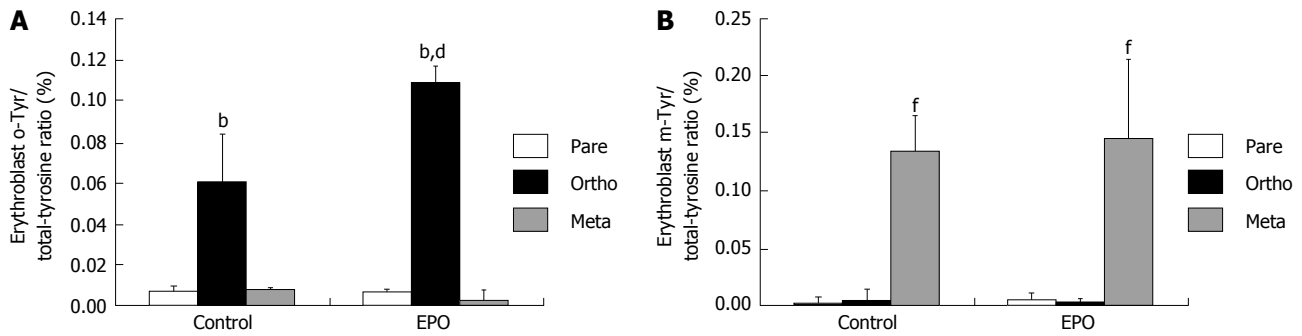 A
Erythroblast o-Tyr/
total-tyrosine ratio (%)
0.14
0.12
0.10
0.08
0.06
0.04
0.02
0.00
b
b,d
Control
EPO
Pare
Ortho
Meta
B
Erythroblast m-Tyr/
total-tyrosine ratio (%)
0.25
0.20
0.15
0.10
0.05
0.00
f
f
Control
EPO
Pare
Ortho
Meta